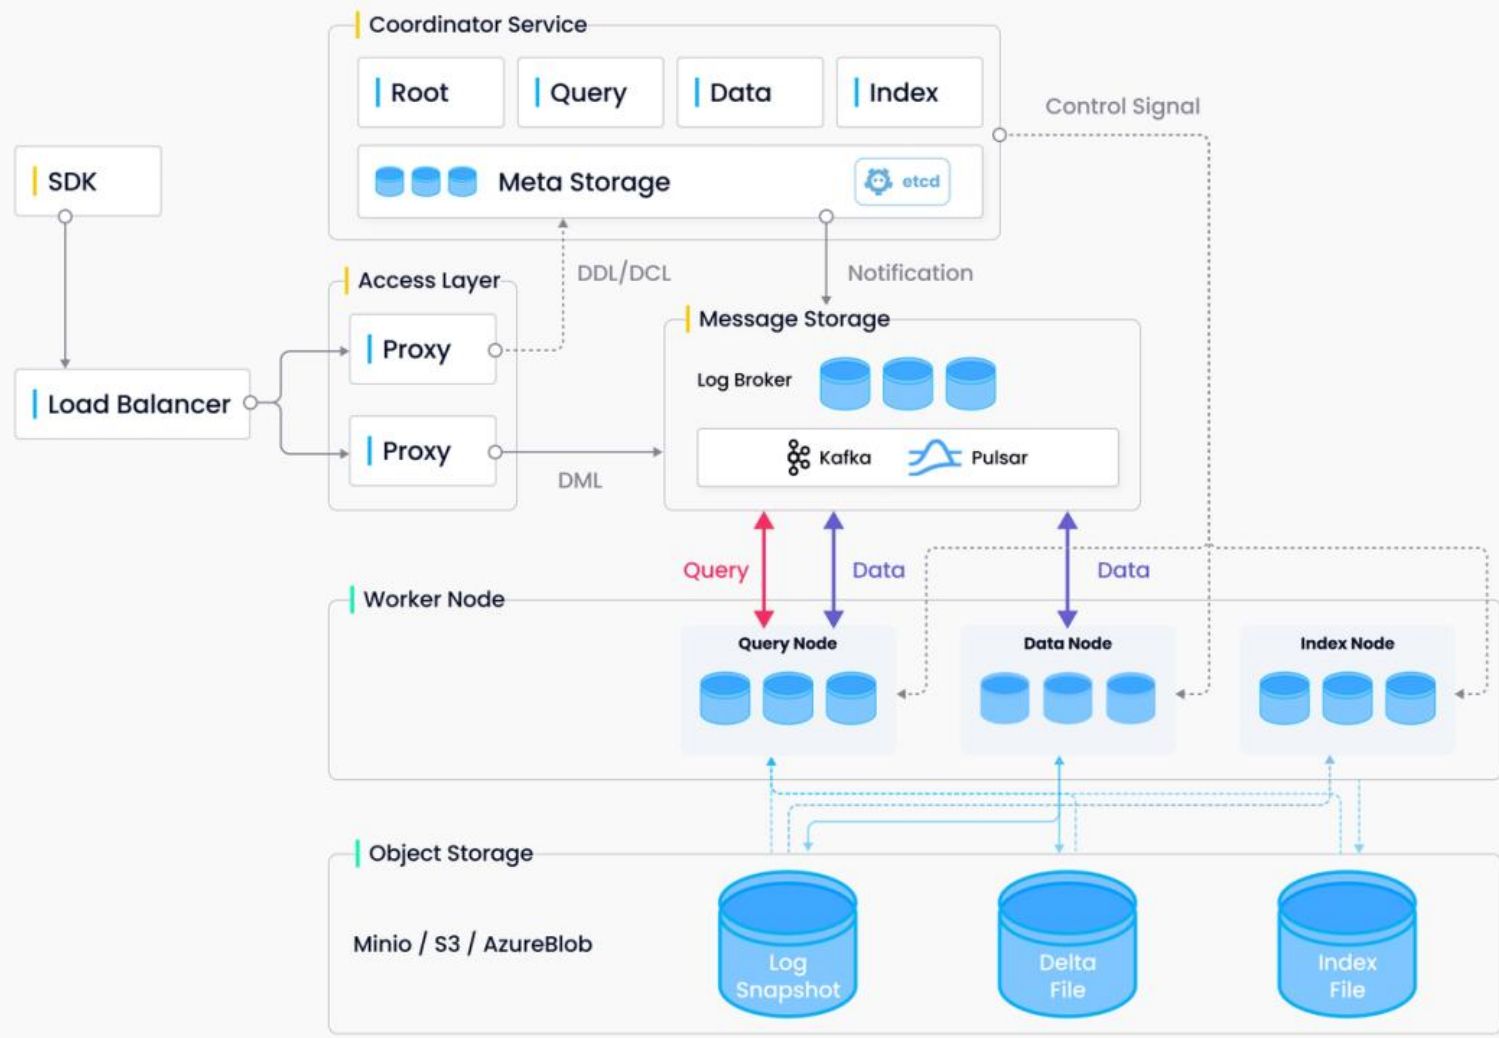 Coordinator Service
Root
Query
Data
Index
Control Signal
SDK
Meta Storage
etcd
DDL/DCL
Notification
Access Layer
Message Storage
Proxy
Log Broker
Load Balancer
Proxy
Kafka
Pulsar
DML
Query
Data
Data
Worker Node
Query Node
Data Node
Index Node
Object Storage
Minio / S3 / AzureBlob
Log
Snapshot
Delta
File
Index
File